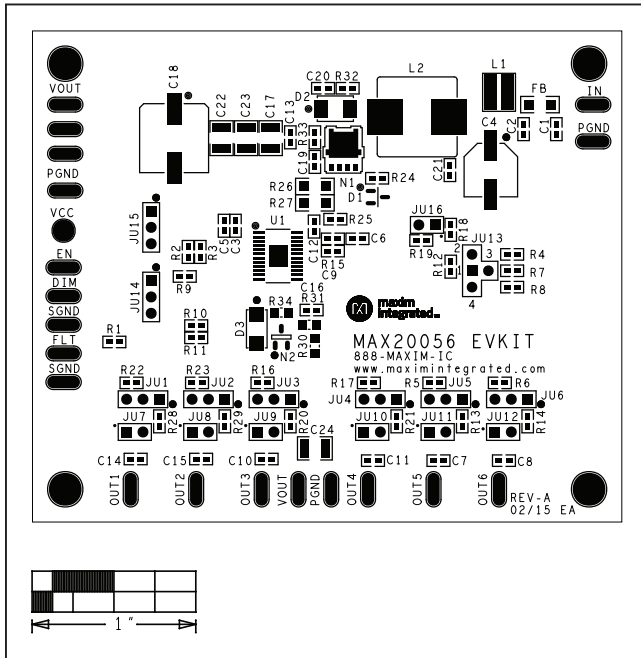 C18
C20 R32
L2
L1
VOUT
C22
C23
C17
C13
D2
FB
IN
R33
C4
C2
C1
PGND
C19
PGND
C21
N1
R24
R26
D1
R27
VCC
JU15
U1
R25
JU16
R18
EN
R2
R3
C5
C3
C12
C6
R19
JU13
R15
C9
R12
2
3
R4
DIM
1
R7
R9
C16
4
R8
JU14
SGND
R34
R31
maxim
integrated™
R10
D3
FLT
R1
R11
R30
MAX20056 EVKIT
N2
888-MAXIM-IC
SGND
www.maximintegrated.com
R22
JU1
R23
JU2
R16
JU3
R17
R5
JU5
R6
JU4
JU6
JU7
R28
JU8
R29
JU9
R20
JU10
R21
JU11
R13
JU12
R14
C24
C14
C15
C10
C11
C7
C8
OUT1
OUT2
OUT3
VOUT
PGND
OUT4
OUT5
OUT6
REV-A
02/15 EA
1"